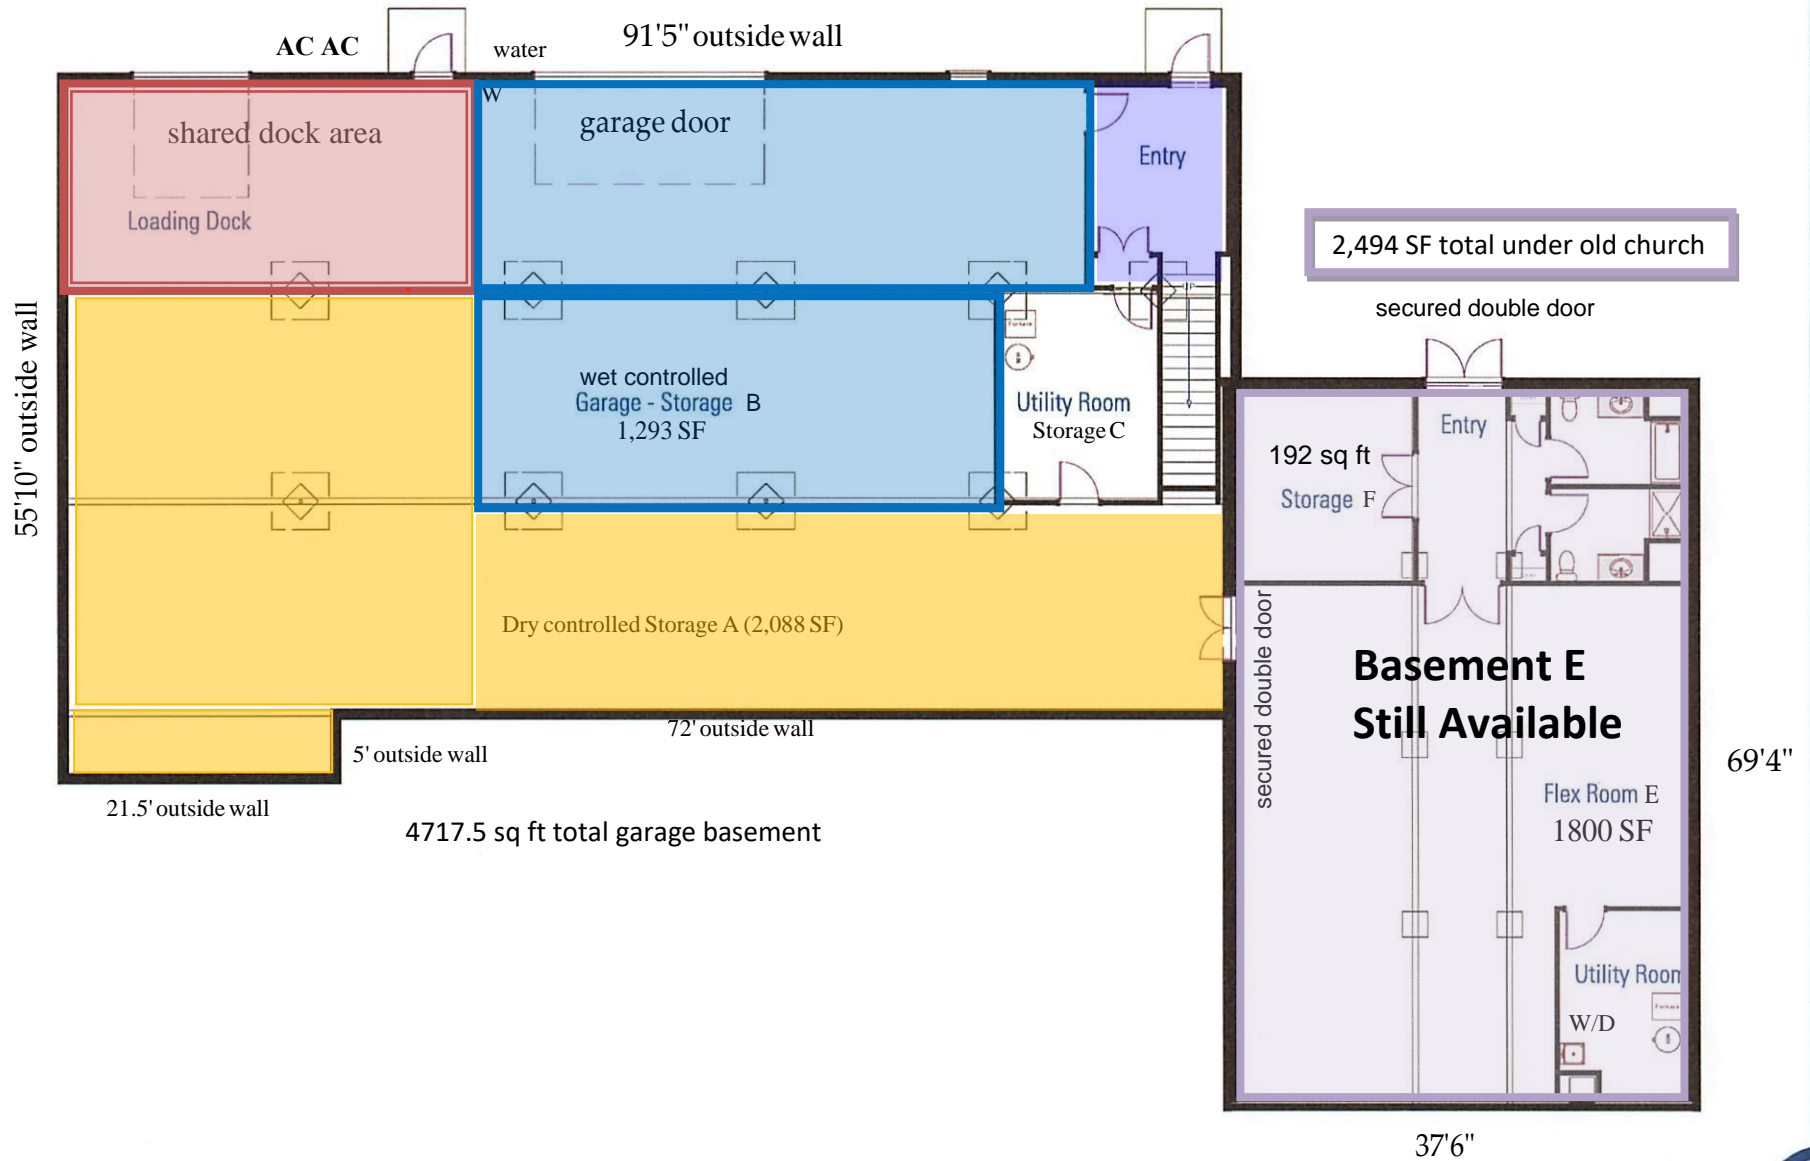 AC AC
water
91'5" outside wall
W
shared dock area
garage door
Entry
Loading Dock
2,494 SF total under old church
secured double door
55'10" outside wall
UP
Furnace
wet controlled
Garage - Storage B
1,293 SF
Utility Room
Storage C
Entry
192 sq ft
Storage F
Dry controlled Storage A (2,088 SF)
secured double door
Basement E
Still Available
72' outside wall
5' outside wall
69'4"
21.5' outside wall
Flex Room E
1800 SF
4717.5 sq ft total garage basement
Utility Room
Furnace
W/D
37'6"